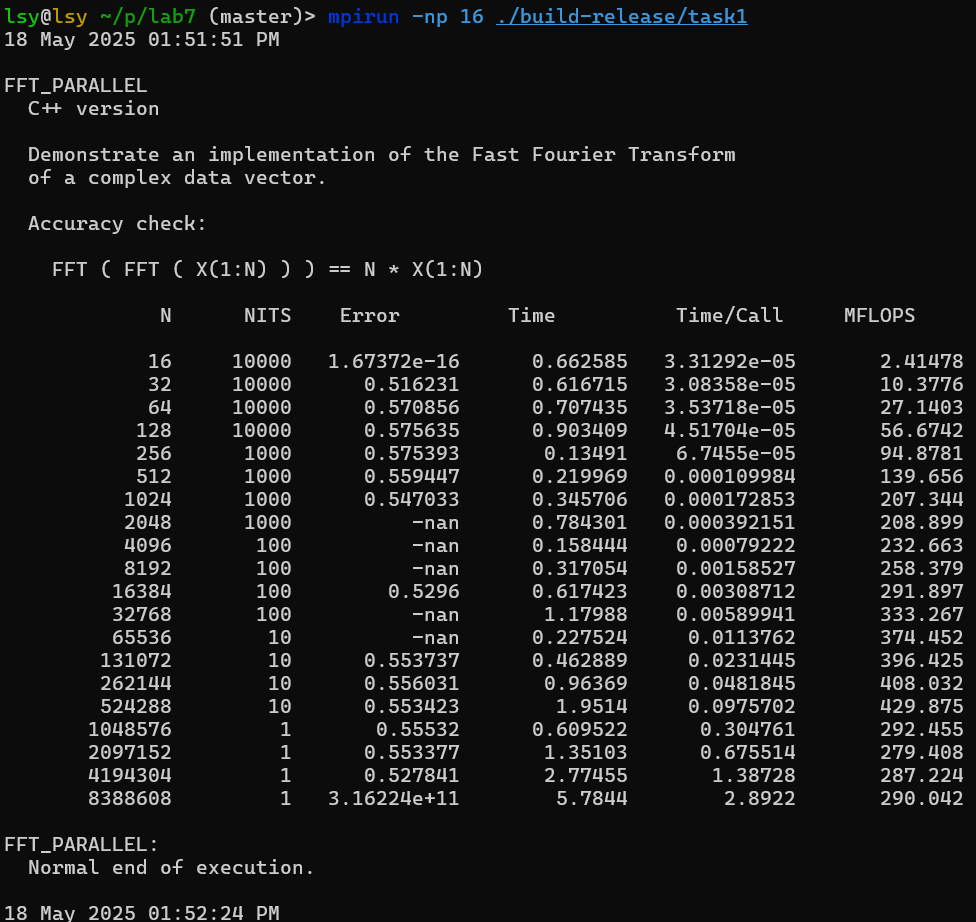 lsy@lsy ~/p/lab7 (master)> mpirun -np 16 ./build-release/task1
18 May 2025 01:51:51 PM

FFT_PARALLEL
  C++ version

  Demonstrate an implementation of the Fast Fourier Transform
  of a complex data vector.

  Accuracy check:

    FFT ( FFT ( X(1:N) ) ) == N * X(1:N)

             N      NITS    Error         Time          Time/Call     MFLOPS

            16     10000   1.67372e-16      0.662585   3.31292e-05       2.41478
            32     10000      0.516231      0.616715   3.08358e-05       10.3776
            64     10000      0.570856      0.707435   3.53718e-05       27.1403
           128     10000      0.575635      0.903409   4.51704e-05       56.6742
           256      1000      0.575393       0.13491    6.7455e-05       94.8781
           512      1000      0.559447      0.219969   0.000109984       139.656
          1024      1000      0.547033      0.345706   0.000172853       207.344
          2048      1000          -nan      0.784301   0.000392151       208.899
          4096       100          -nan      0.158444    0.00079222       232.663
          8192       100          -nan      0.317054    0.00158527       258.379
         16384       100        0.5296      0.617423    0.00308712       291.897
         32768       100          -nan       1.17988    0.00589941       333.267
         65536        10          -nan      0.227524     0.0113762       374.452
        131072        10      0.553737      0.462889     0.0231445       396.425
        262144        10      0.556031       0.96369     0.0481845       408.032
        524288        10      0.553423        1.9514     0.0975702       429.875
       1048576         1       0.55532      0.609522      0.304761       292.455
       2097152         1      0.553377       1.35103      0.675514       279.408
       4194304         1      0.527841       2.77455       1.38728       287.224
       8388608         1   3.16224e+11        5.7844        2.8922       290.042

FFT_PARALLEL:
  Normal end of execution.

18 May 2025 01:52:24 PM